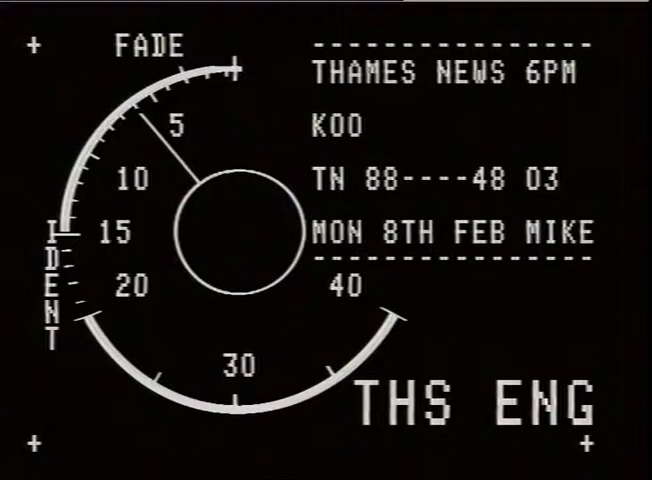 FADE
THAMES NEWS 6PM
5
KOO
10
TN 88----48 03
15
MON 8TH FEB MIKE
IDENT
20
40
30
THS ENG